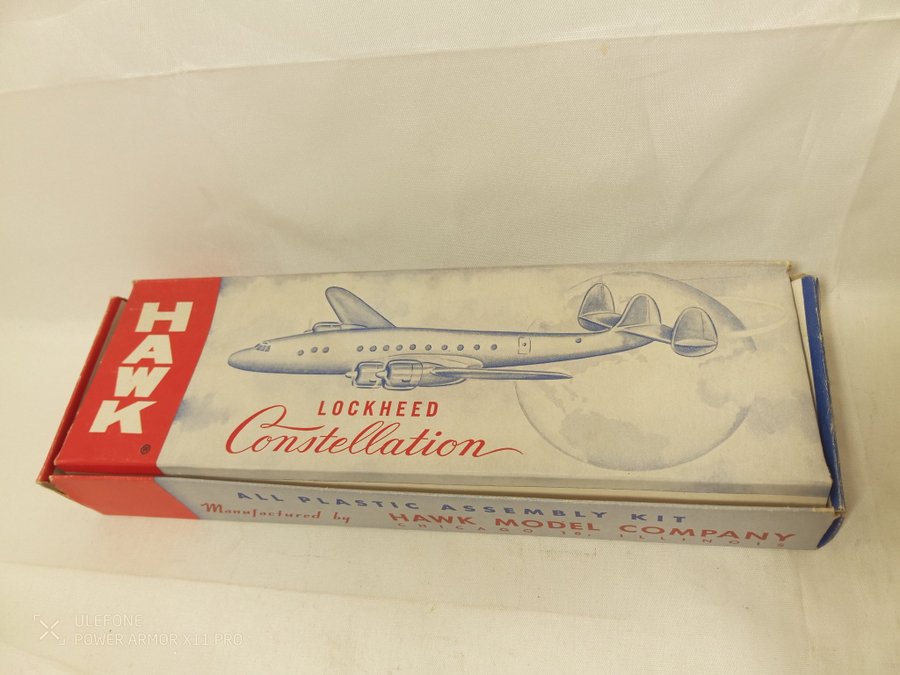 HAWK
®
LOCKHEED
Constellation
ALL PLASTIC ASSEMBLY KIT
Manufactured by HAWK MODEL COMPANY
CHICAGO 10, ILLINOIS
ULEFONE
POWER ARMOR X11 PRO